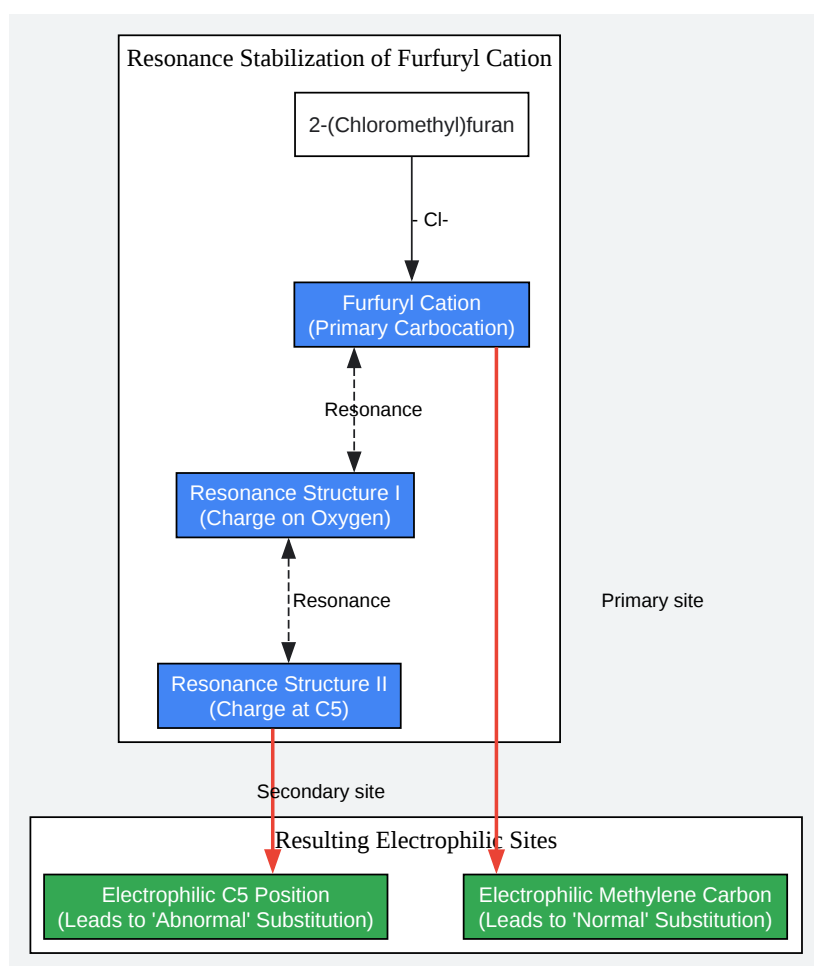 Resonance Stabilization of Furfuryl Cation
2-(Chloromethyl)furan
- Cl-
Furfuryl Cation
(Primary Carbocation)
Resonance
Resonance Structure I
(Charge on Oxygen)
Resonance
Primary site
Resonance Structure II
(Charge at C5)
Secondary site
Resulting Electrophilic Sites
Electrophilic C5 Position
(Leads to 'Abnormal' Substitution)
Electrophilic Methylene Carbon
(Leads to 'Normal' Substitution)